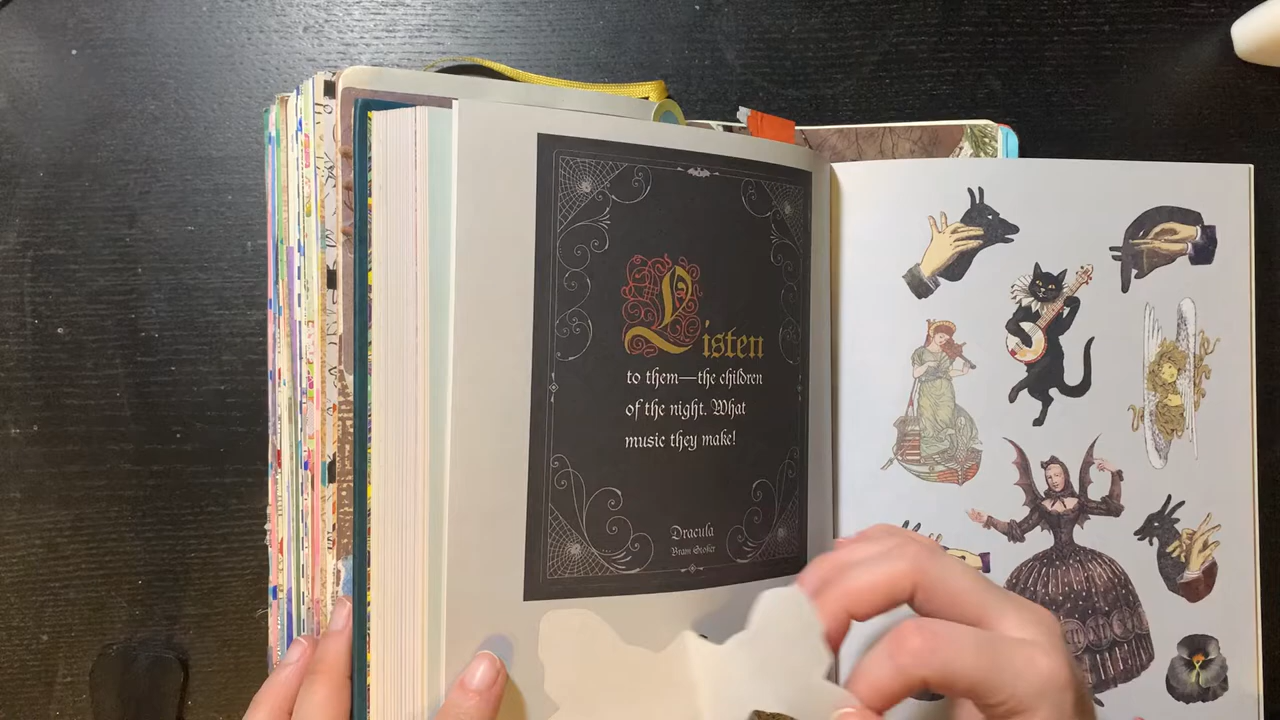 Listen
to them—the children
of the night. What
music they make!
Dracula
Bram Stoker